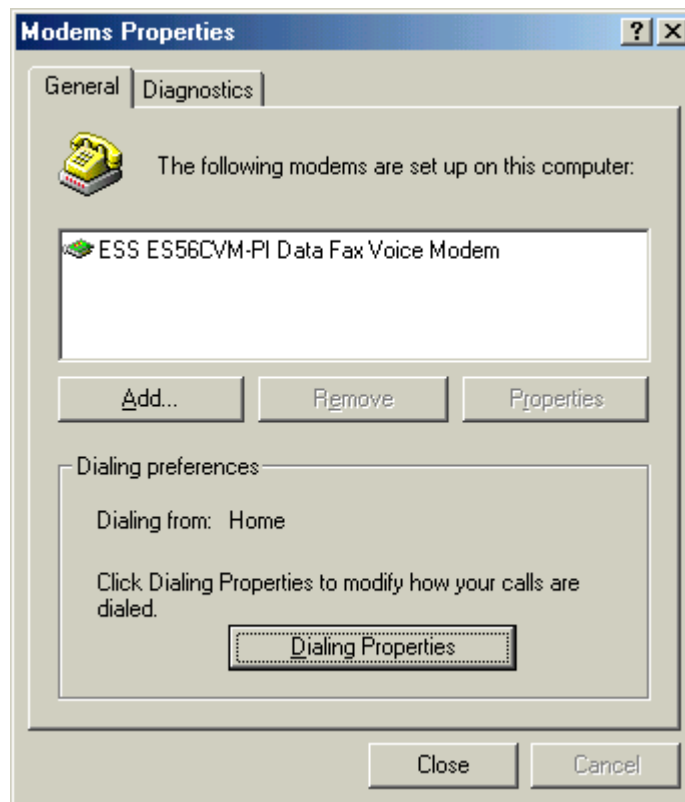 Modems Properties
General Diagnostics
The following modems are set up on this computer:
ESS ES56CVM-PI Data Fax Voice Modem
Add... Remove Properties
Dialing preferences
Dialing from: Home
Click Dialing Properties to modify how your calls are
dialed.
Dialing Properties
Close Cancel